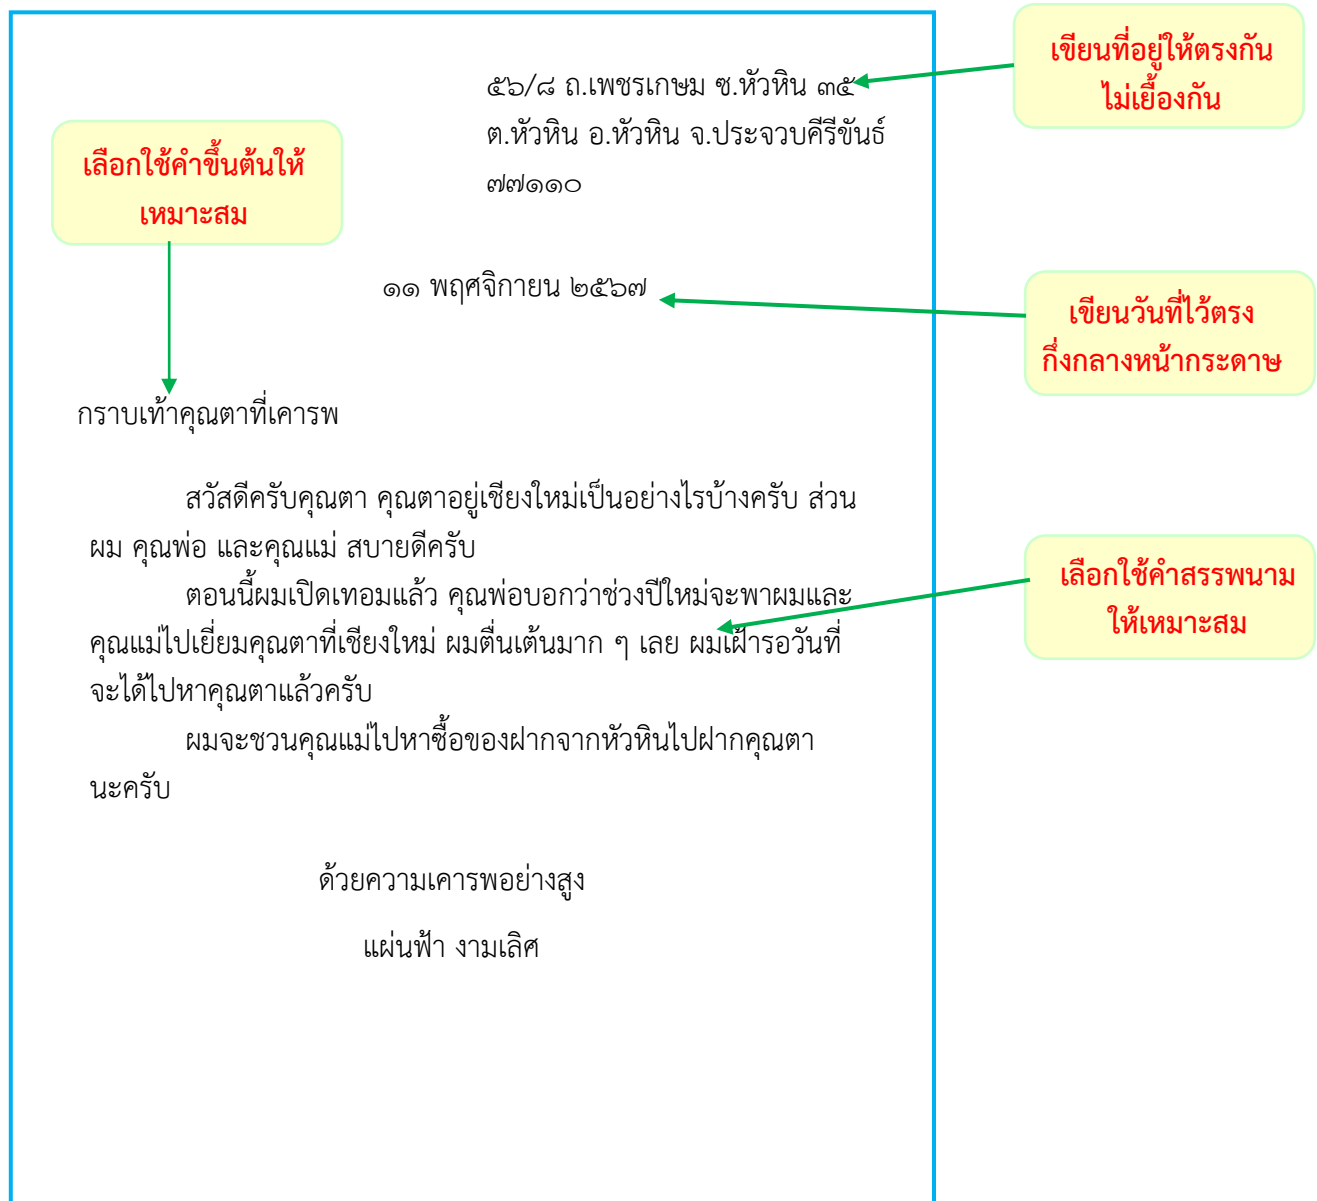 เขียนที่อยู่ให้ตรงกัน
ไม่เยื้องกัน
๕๖/๘ ถ.เพชรเกษม ซ.หัวหิน ๓๕
ต.หัวหิน อ.หัวหิน จ.ประจวบคีรีขันธ์
๗๗๑๑๐
เลือกใช้คำขึ้นต้นให้
เหมาะสม
๑๑ พฤศจิกายน ๒๕๖๗
เขียนวันที่ไว้ตรง
กึ่งกลางหน้ากระดาษ
กราบเท้าคุณตาที่เคารพ
สวัสดีครับคุณตา คุณตาอยู่เชียงใหม่เป็นอย่างไรบ้างครับ ส่วน
ผม คุณพ่อ และคุณแม่ สบายดีครับ
ตอนนี้ผมเปิดเทอมแล้ว คุณพ่อบอกว่าช่วงปีใหม่จะพาผมและ
คุณแม่ไปเยี่ยมคุณตาที่เชียงใหม่ ผมตื่นเต้นมาก ๆ เลย ผมเฝ้ารอวันที่
จะได้ไปหาคุณตาแล้วครับ
เลือกใช้คำสรรพนาม
ให้เหมาะสม
ผมจะชวนคุณแม่ไปหาซื้อของฝากจากหัวหินไปฝากคุณตา
นะครับ
ด้วยความเคารพอย่างสูง
แผ่นฟ้า งามเลิศ